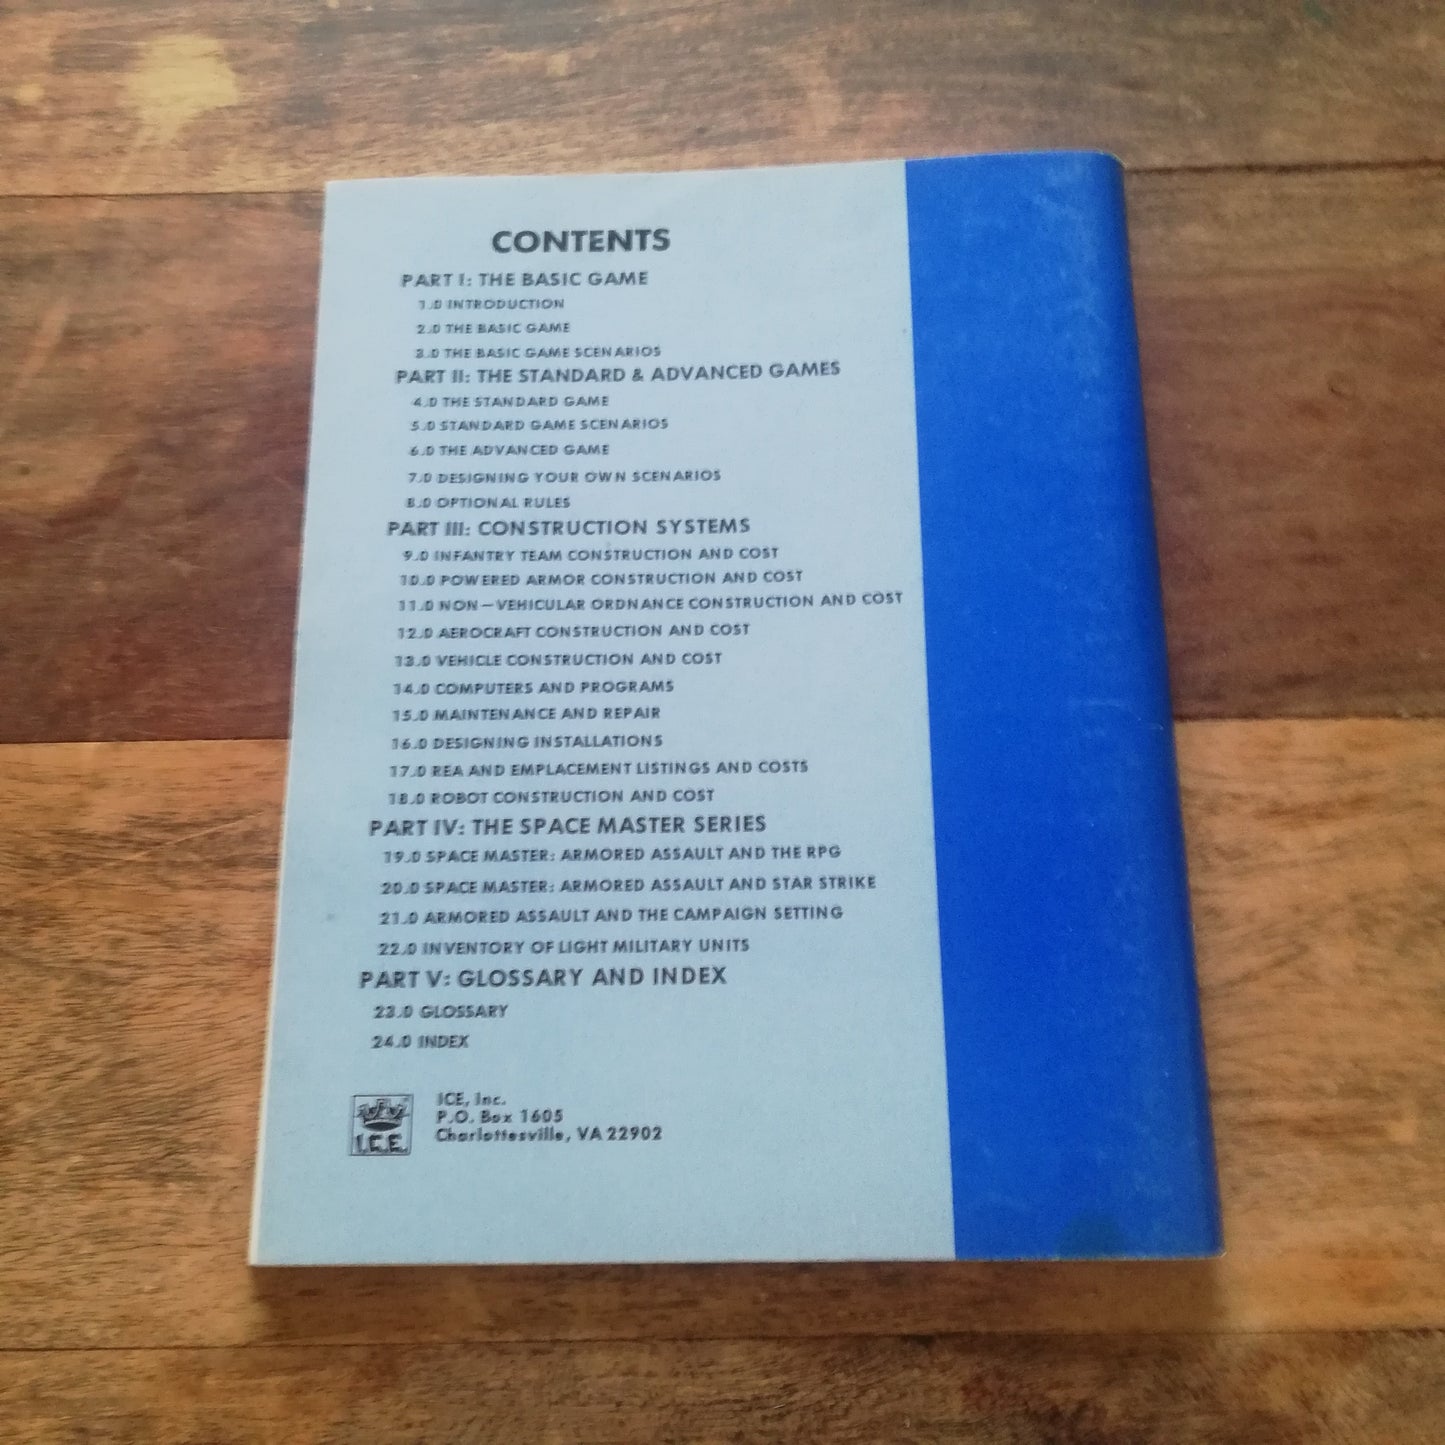 CONTENTS
PART I: THE BASIC GAME
1.0 INTRODUCTION
2.0 THE BASIC GAME
3.0 THE BASIC GAME SCENARIOS
PART II: THE STANDARD & ADVANCED GAMES
4.0 THE STANDARD GAME
5.0 STANDARD GAME SCENARIOS
6.0 THE ADVANCED GAME
7.0 DESIGNING YOUR OWN SCENARIOS
8.0 OPTIONAL RULES
PART III: CONSTRUCTION SYSTEMS
9.0 INFANTRY TEAM CONSTRUCTION AND COST
10.0 POWERED ARMOR CONSTRUCTION AND COST
11.0 NON—VEHICULAR ORDNANCE CONSTRUCTION AND COST
12.0 AEROCRAFT CONSTRUCTION AND COST
13.0 VEHICLE CONSTRUCTION AND COST
14.0 COMPUTERS AND PROGRAMS
15.0 MAINTENANCE AND REPAIR
16.0 DESIGNING INSTALLATIONS
17.0 REA AND EMPLACEMENT LISTINGS AND COSTS
18.0 ROBOT CONSTRUCTION AND COST
PART IV: THE SPACE MASTER SERIES
19.0 SPACE MASTER: ARMORED ASSAULT AND THE RPG
20.0 SPACE MASTER: ARMORED ASSAULT AND STAR STRIKE
21.0 ARMORED ASSAULT AND THE CAMPAIGN SETTING
22.0 INVENTORY OF LIGHT MILITARY UNITS
PART V: GLOSSARY AND INDEX
23.0 GLOSSARY
24.0 INDEX
I.C.E.
ICE, Inc.
P.O. Box 1605
Charlottesville, VA 22902